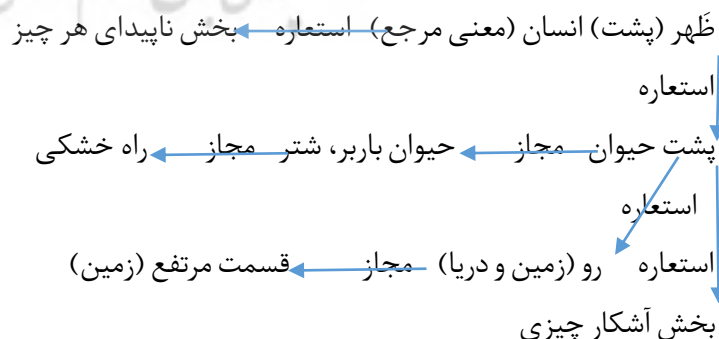 ظَهر (پشت) انسان (معنی مرجع) استعاره بخش ناپیدای هر چیز
استعاره
پشت حیوان مجاز حیوان باربر، شتر مجاز راه خشکی
استعاره
استعاره رو (زمین و دریا) مجاز قسمت مرتفع (زمین)
بخش آشکار چیزی